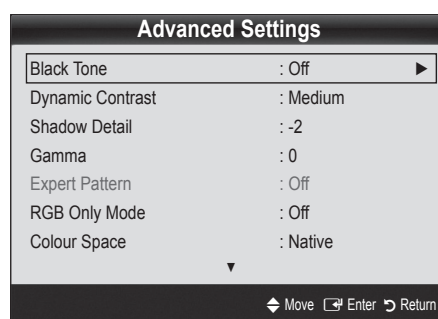 Advanced Settings
Black Tone : Off ►
Dynamic Contrast : Medium
Shadow Detail : -2
Gamma : 0
Expert Pattern : Off
RGB Only Mode : Off
Colour Space : Native
▼
Move Enter Return